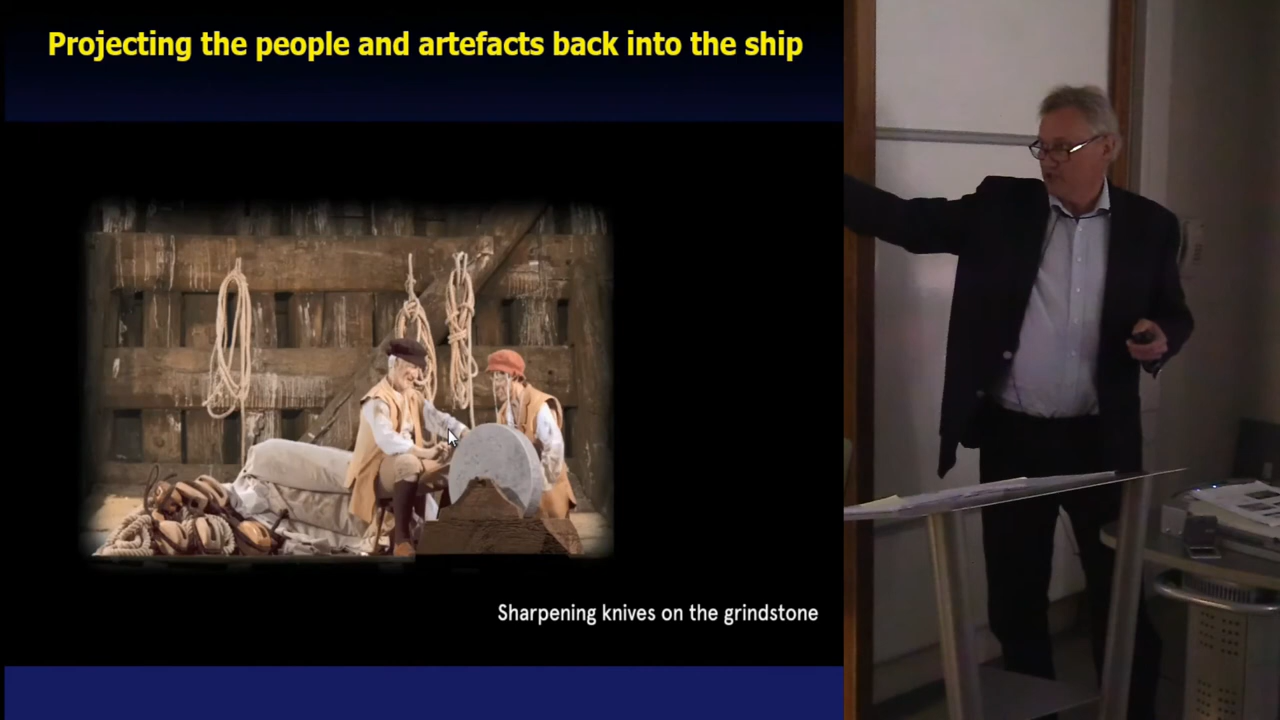 Projecting the people and artefacts back into the ship
Sharpening knives on the grindstone